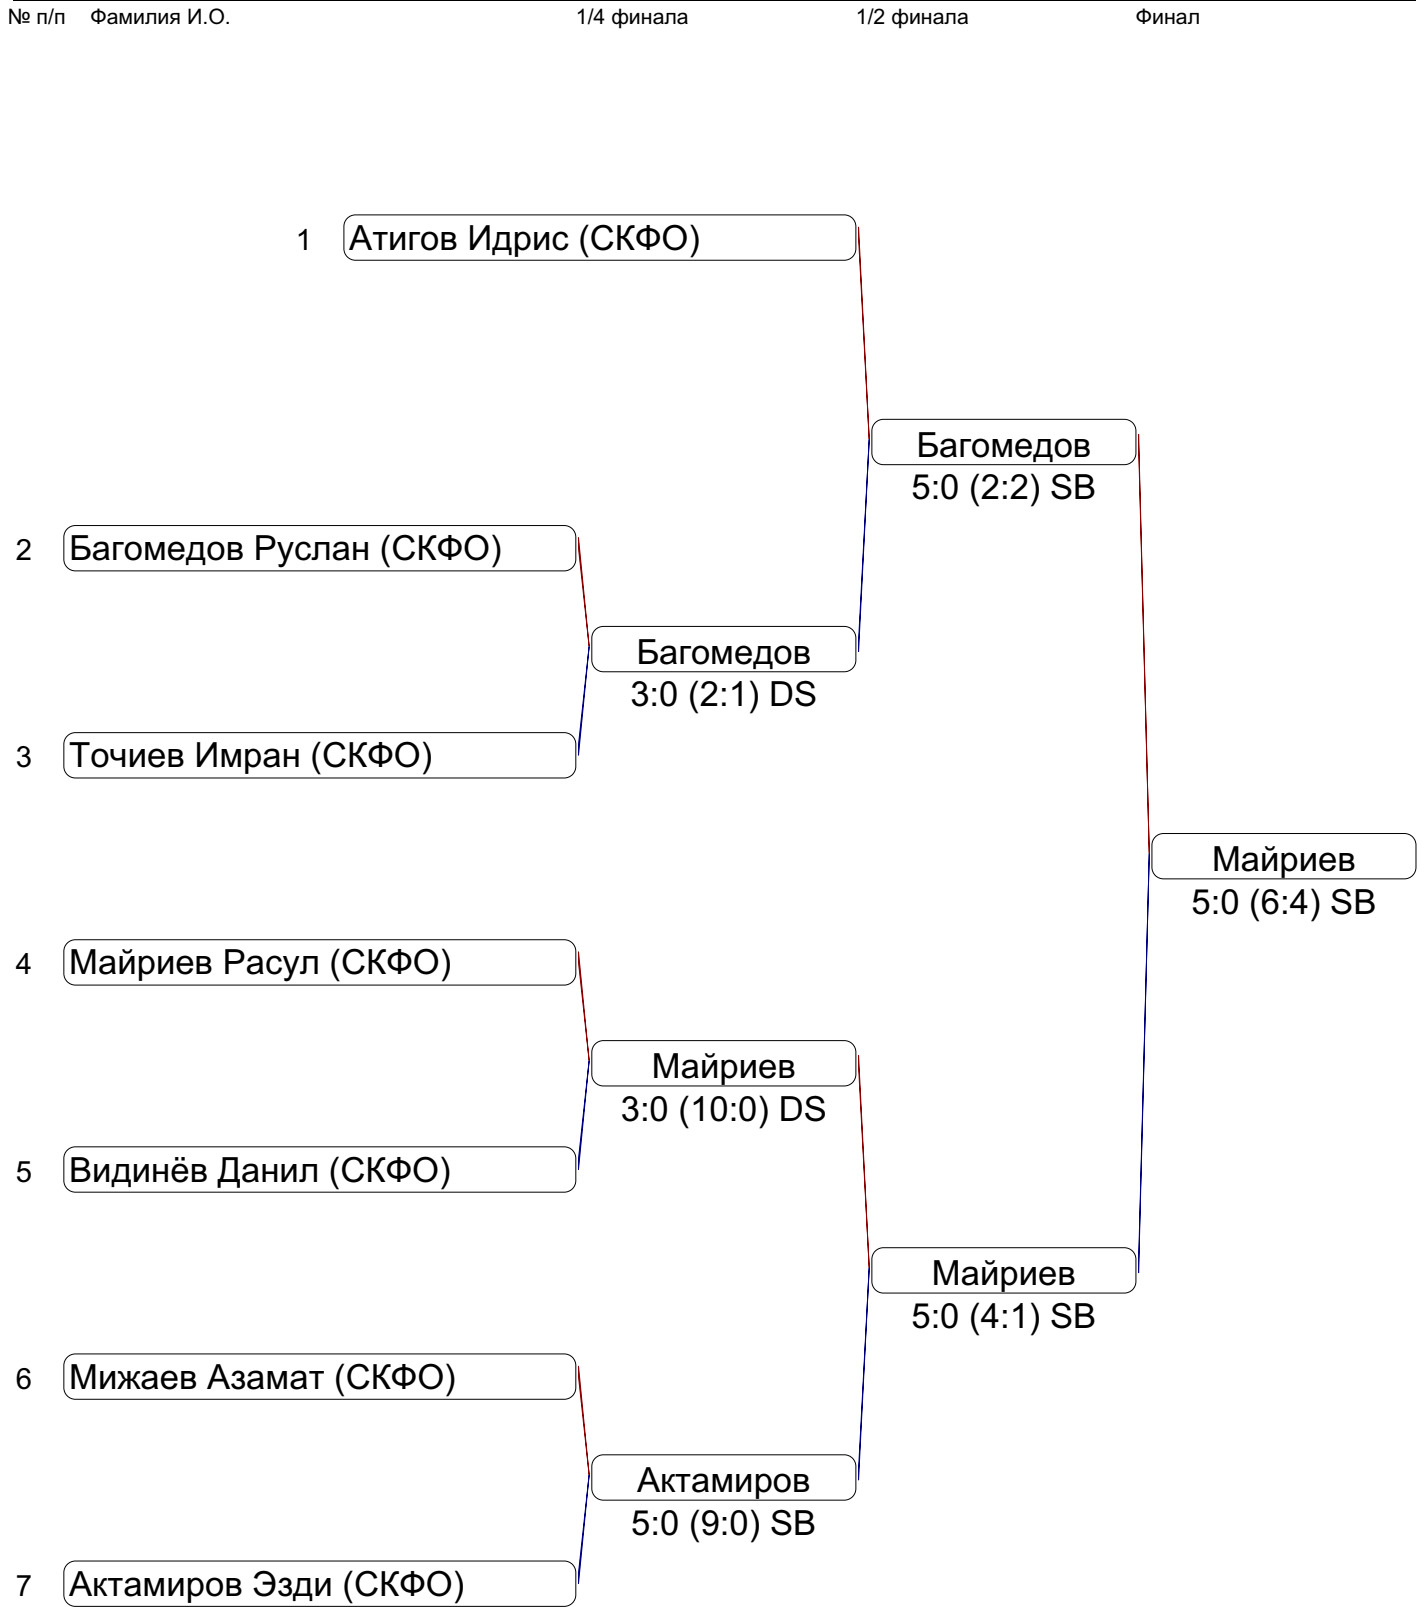 № п/п Фамилия И.О. 1/4 финала 1/2 финала Финал
1 Атигов Идрис (СКФО)
Багомедов
5:0 (2:2) SB
2 Багомедов Руслан (СКФО)
Багомедов
3:0 (2:1) DS
3 Точиев Имран (СКФО)
Майриев
5:0 (6:4) SB
4 Майриев Расул (СКФО)
Майриев
3:0 (10:0) DS
5 Видинёв Данил (СКФО)
Майриев
5:0 (4:1) SB
6 Мижаев Азамат (СКФО)
Актамиров
5:0 (9:0) SB
7 Актамиров Эзди (СКФО)